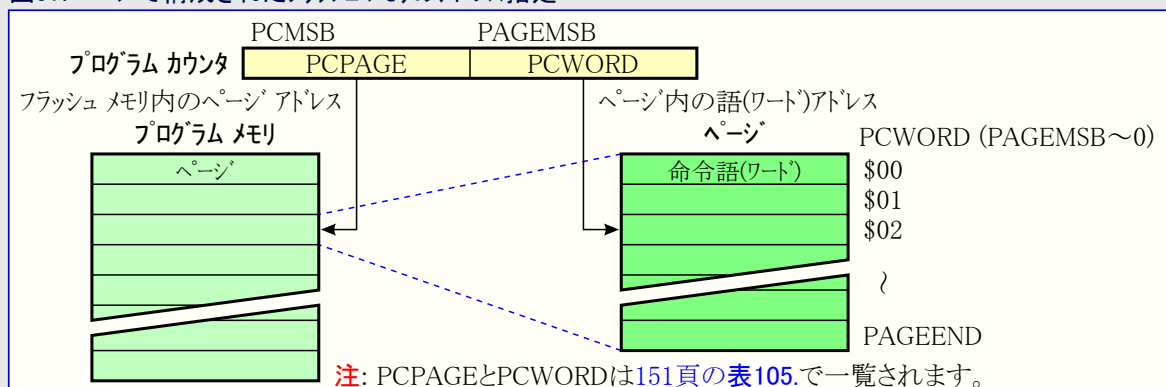 PCMSB PAGEMSB
プログラム カウンタ PCPAGE PCWORD
フラッシュ メモリ内のページ アドレス ページ内の語(ワード)アドレス
プログラム メモリ ページ PCWORD (PAGEMSB～0)
ページ 命令語(ワード) $00
$01
$02
～
PAGEEND
注: PCPAGEとPCWORDは151頁の表105.で一覧されます。